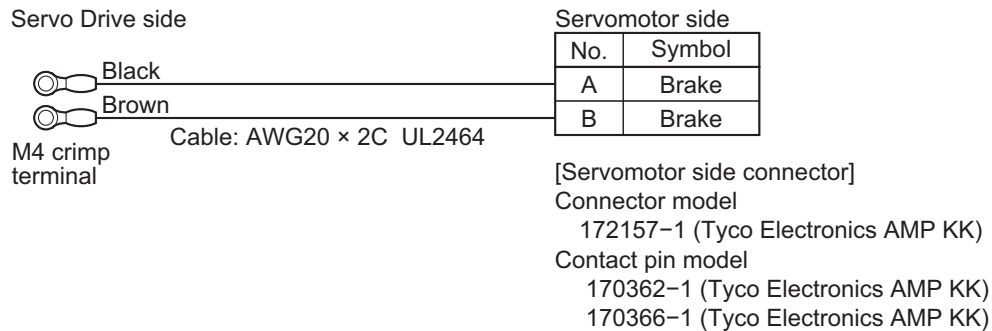 Servo Drive side
Servomotor side
No. Symbol
Black
A Brake
Brown
B Brake
Cable: AWG20 × 2C UL2464
M4 crimp
terminal
[Servomotor side connector]
Connector model
172157−1 (Tyco Electronics AMP KK)
Contact pin model
170362−1 (Tyco Electronics AMP KK)
170366−1 (Tyco Electronics AMP KK)